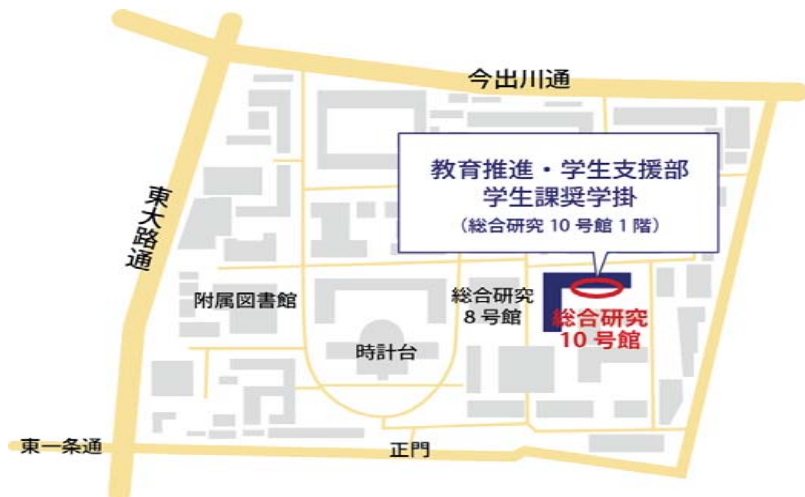 今出川通
教育推進・学生支援部
学生課奨学掛
（総合研究 10 号館 1 階）
東大路通
附属図書館
総合研究
8 号館
総合研究
10 号館
時計台
東一条通
正門